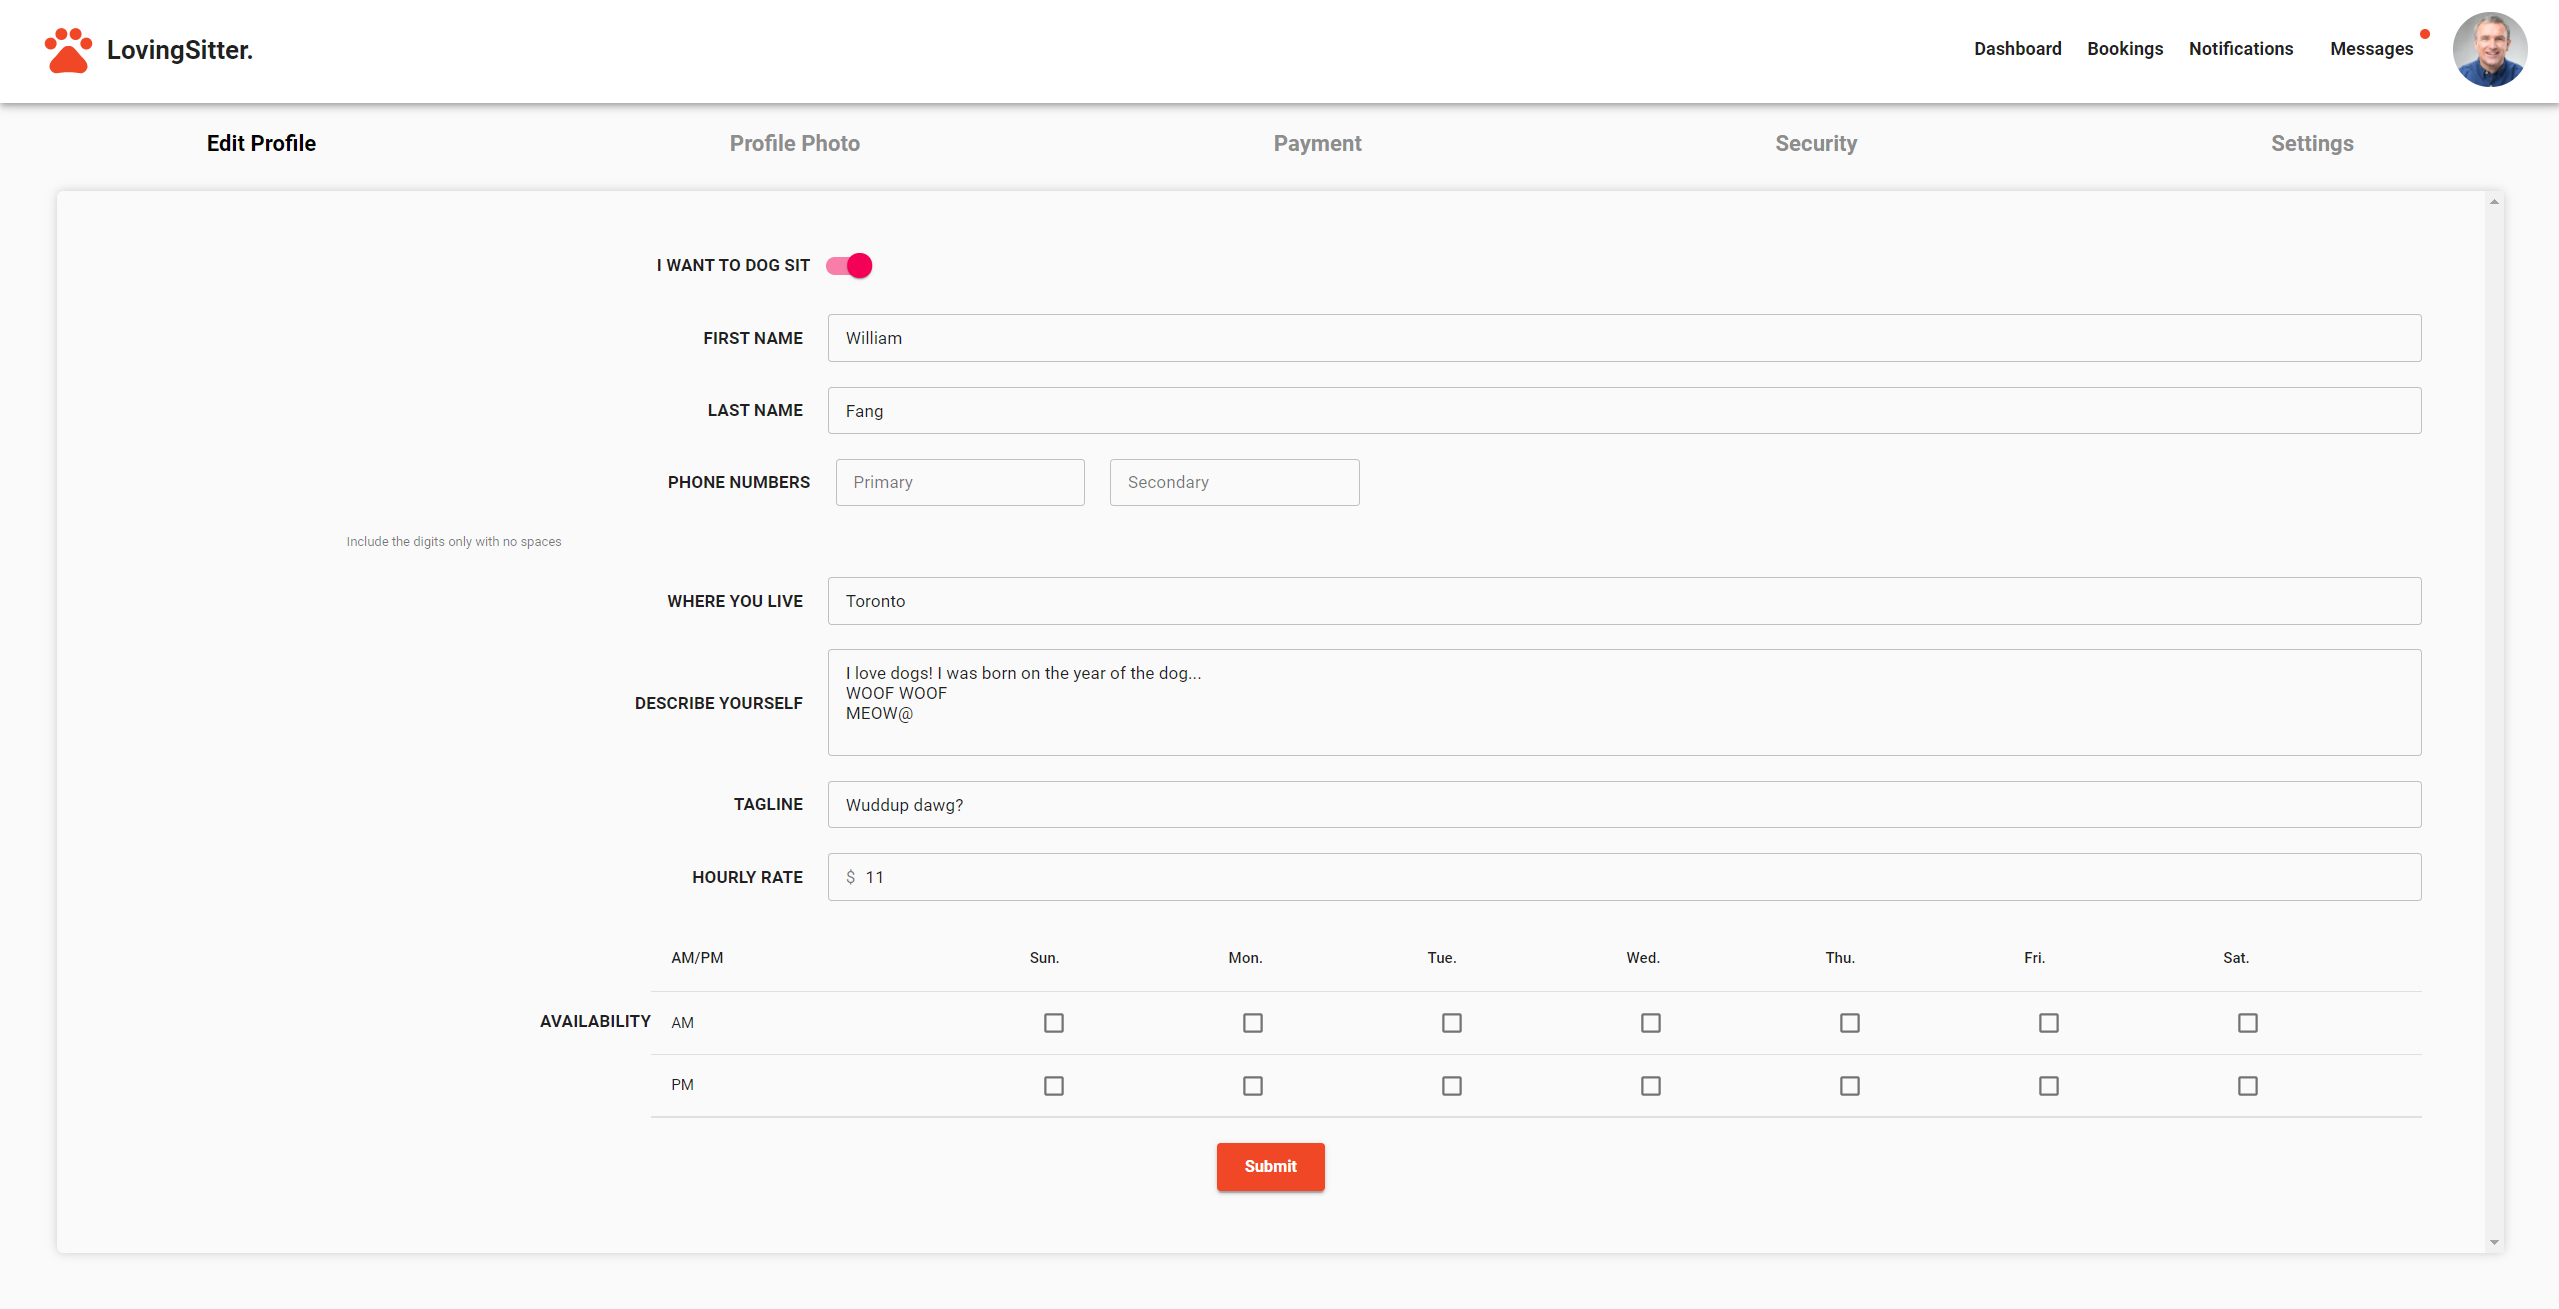 LovingSitter.
Dashboard Bookings Notifications Messages
Edit Profile Profile Photo Payment Security Settings
I WANT TO DOG SIT
FIRST NAME William
LAST NAME Fang
PHONE NUMBERS Primary Secondary
Include the digits only with no spaces
WHERE YOU LIVE Toronto
DESCRIBE YOURSELF
I love dogs! I was born on the year of the dog...
WOOF WOOF
MEOW@
TAGLINE Wuddup dawg?
HOURLY RATE $ 11
AM/PM Sun. Mon. Tue. Wed. Thu. Fri. Sat.
AVAILABILITY AM
PM
Submit